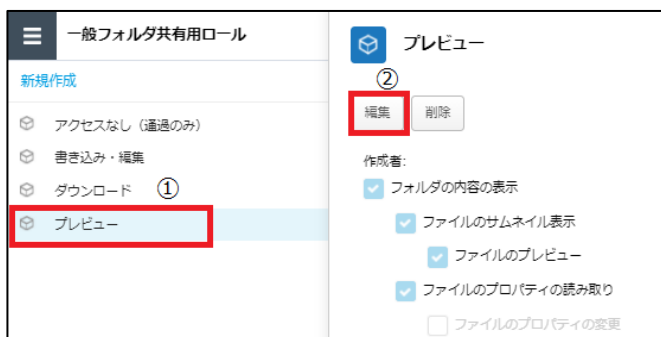 一般フォルダ共有用ロール
新規作成
アクセスなし（通過のみ）
書き込み・編集
ダウンロード ①
プレビュー
プレビュー
②
編集 削除
作成者:
フォルダの内容の表示
ファイルのサムネイル表示
ファイルのプレビュー
ファイルのプロパティの読み取り
ファイルのプロパティの変更